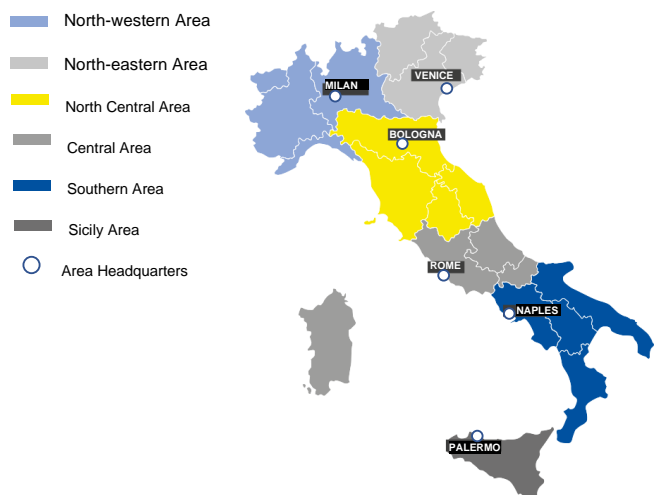 North-western Area
North-eastern Area
North Central Area
Central Area
Southern Area
Sicily Area
Area Headquarters
VENICE
MILAN
BOLOGNA
ROME
NAPLES
PALERMO